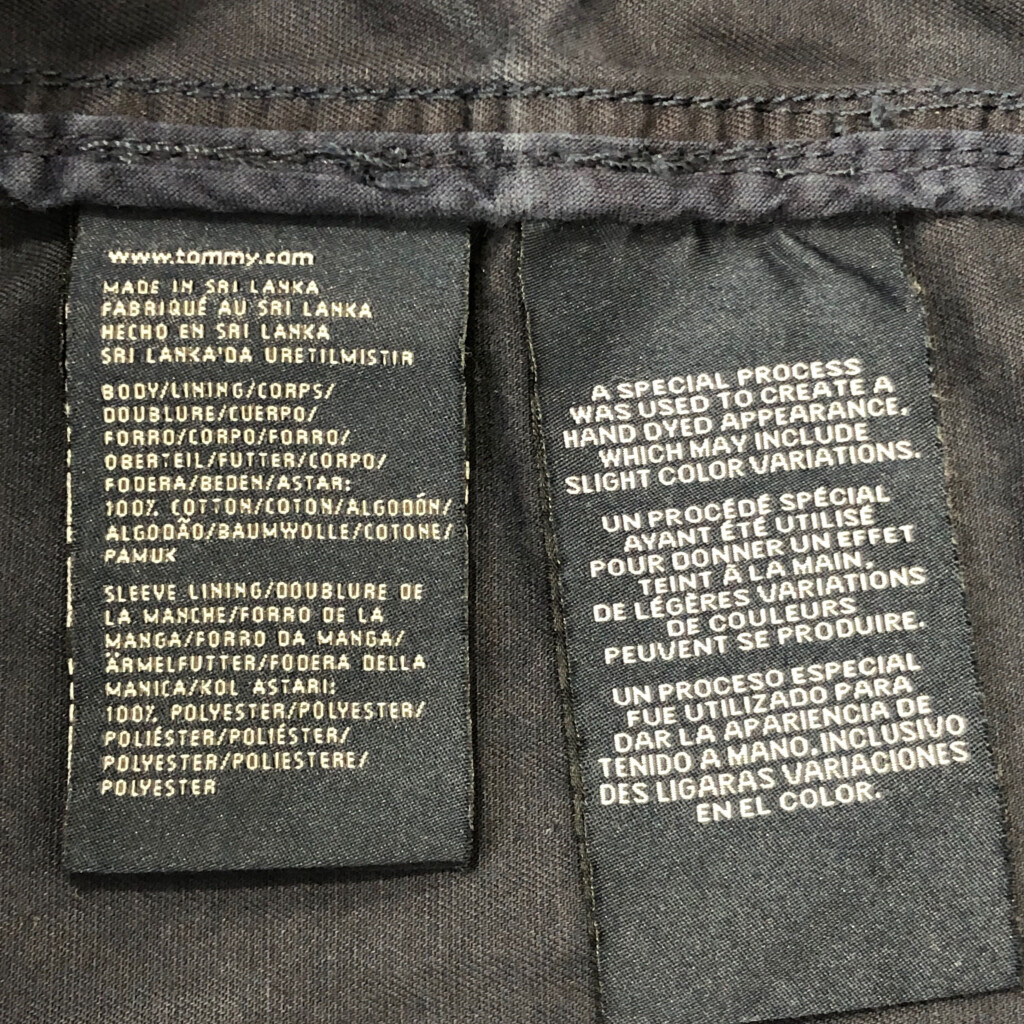 www.tommy.com
MADE IN SRI LANKA
FABRIQUÉ AU SRI LANKA
HECHO EN SRI LANKA
SRI LANKA'DA URETILMISTIR
BODY/LINING/CORPS/
DOUBLURE/CUERPO/
FORRO/CORPO/FORRO/
OBERTEIL/FUTTER/CORPO/
FODERA/BEDEN/ASTAR:
100% COTTON/COTON/ALGODÓN/
ALGODÃO/BAUMWOLLE/COTONE/
PAMUK
SLEEVE LINING/DOUBLURE DE
LA MANCHE/FORRO DE LA
MANGA/FORRO DA MANGA/
ÄRMELFUTTER/FODERA DELLA
MANICA/KOL ASTARI:
100% POLYESTER/POLYESTER/
POLIÉSTER/POLIÉSTER/
POLYESTER/POLIESTERE/
POLYESTER
A SPECIAL PROCESS
WAS USED TO CREATE A
HAND DYED APPEARANCE,
WHICH MAY INCLUDE
SLIGHT COLOR VARIATIONS.
UN PROCÉDÉ SPÉCIAL
AYANT ÉTÉ UTILISÉ
POUR DONNER UN EFFET
TEINT À LA MAIN,
DE LÉGÈRES VARIATIONS
DE COULEURS
PEUVENT SE PRODUIRE.
UN PROCESO ESPECIAL
FUE UTILIZADO PARA
DAR LA APARIENCIA DE
TENIDO A MANO, INCLUSIVO
DES LIGARAS VARIACIONES
EN EL COLOR.